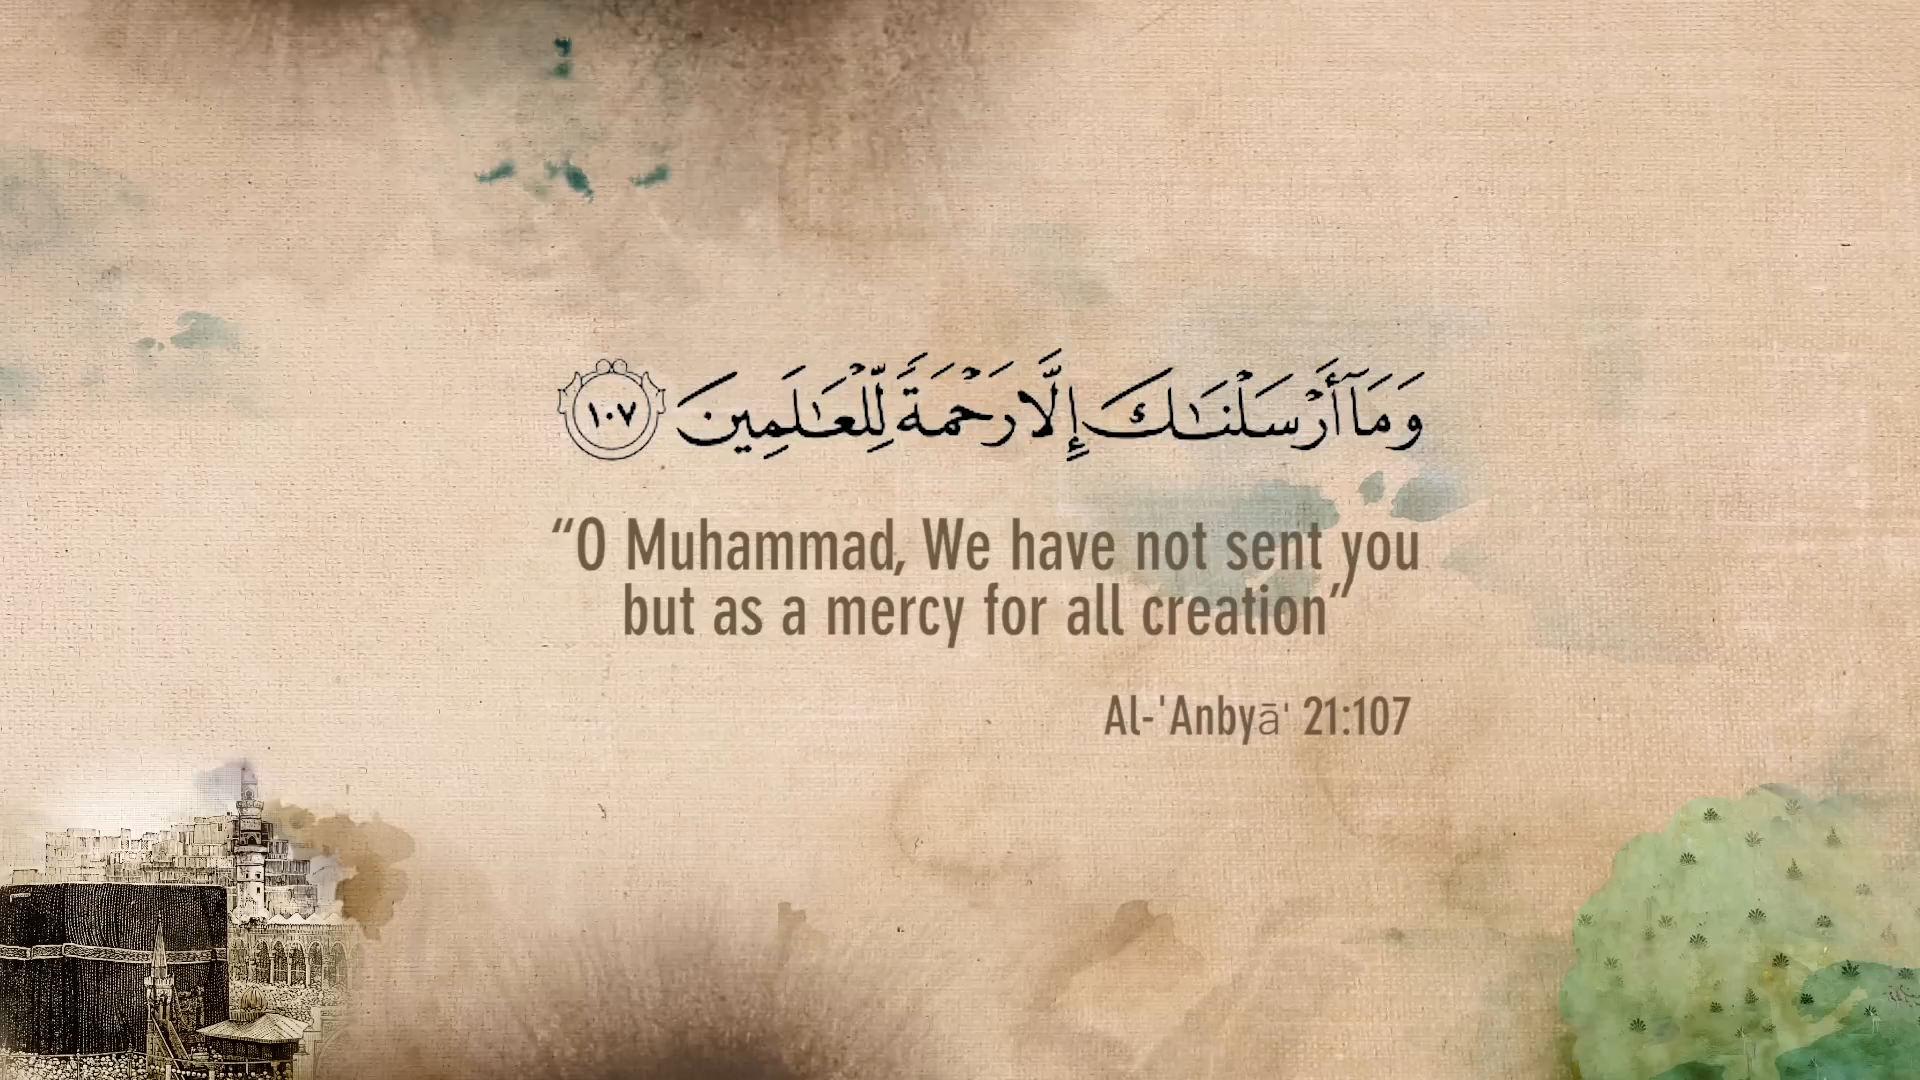 وَمَآ أَرْسَلْنَـٰكَ إِلَّا رَحْمَةً لِّلْعَـٰلَمِينَ ١٠٧
“O Muhammad, We have not sent you
but as a mercy for all creation”
Al-'Anbyā' 21:107